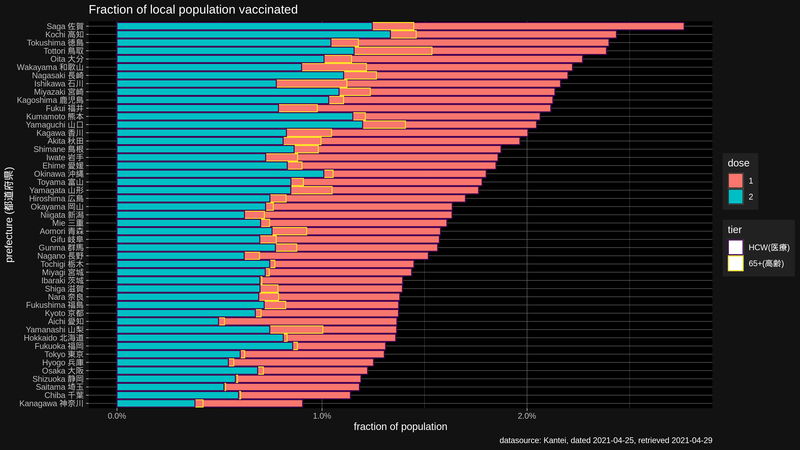 Fraction of local population vaccinated
prefecture (都道府県)
Saga 佐賀
Kochi 高知
Tokushima 徳島
Tottori 鳥取
Oita 大分
Wakayama 和歌山
Nagasaki 長崎
Ishikawa 石川
Miyazaki 宮崎
Kagoshima 鹿児島
Fukui 福井
Kumamoto 熊本
Yamaguchi 山口
Kagawa 香川
Akita 秋田
Shimane 島根
Iwate 岩手
Ehime 愛媛
Okinawa 沖縄
Toyama 富山
Yamagata 山形
Hiroshima 広島
Okayama 岡山
Niigata 新潟
Mie 三重
Aomori 青森
Gifu 岐阜
Gunma 群馬
Nagano 長野
Tochigi 栃木
Miyagi 宮城
Ibaraki 茨城
Shiga 滋賀
Nara 奈良
Fukushima 福島
Kyoto 京都
Aichi 愛知
Yamanashi 山梨
Hokkaido 北海道
Fukuoka 福岡
Tokyo 東京
Hyogo 兵庫
Osaka 大阪
Shizuoka 静岡
Saitama 埼玉
Chiba 千葉
Kanagawa 神奈川
0.0% 1.0% 2.0%
fraction of population
dose
1
2
tier
HCW(医療)
65+(高齢)
datasource: Kantei, dated 2021-04-25, retrieved 2021-04-29